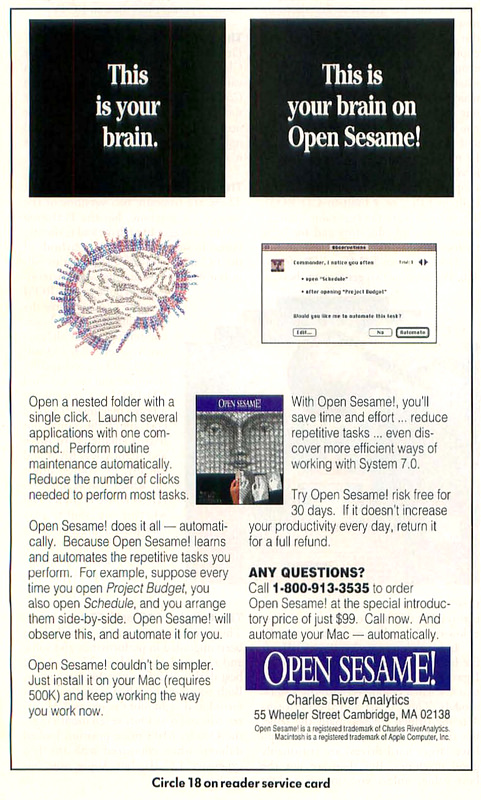 This
is your
brain.
This is
your brain on
Open Sesame!
Observations
Commander, I notice you often
• open "Schedule"
• after opening "Project Budget"
Would you like me to automate this task?
Edit...
No
Automate
Open a nested folder with a
single click. Launch several
applications with one com-
mand. Perform routine
maintenance automatically.
Reduce the number of clicks
needed to perform most tasks.
Open Sesame! does it all — automati-
cally. Because Open Sesame! learns
and automates the repetitive tasks you
perform. For example, suppose every
time you open Project Budget, you
also open Schedule, and you arrange
them side-by-side. Open Sesame! will
observe this, and automate it for you.
Open Sesame! couldn't be simpler.
Just install it on your Mac (requires
500K) and keep working the way
you work now.
OPEN SESAME!
With Open Sesame!, you'll
save time and effort ... reduce
repetitive tasks ... even dis-
cover more efficient ways of
working with System 7.0.
Try Open Sesame! risk free for
30 days. If it doesn't increase
your productivity every day, return it
for a full refund.
ANY QUESTIONS?
Call 1-800-913-3535 to order
Open Sesame! at the special introduc-
tory price of just $99. Call now. And
automate your Mac — automatically.
OPEN SESAME!
Charles River Analytics
55 Wheeler Street Cambridge, MA 02138
Open Sesame! is a registered trademark of Charles RiverAnalytics.
Macintosh is a registered trademark of Apple Computer, Inc.
Circle 18 on reader service card